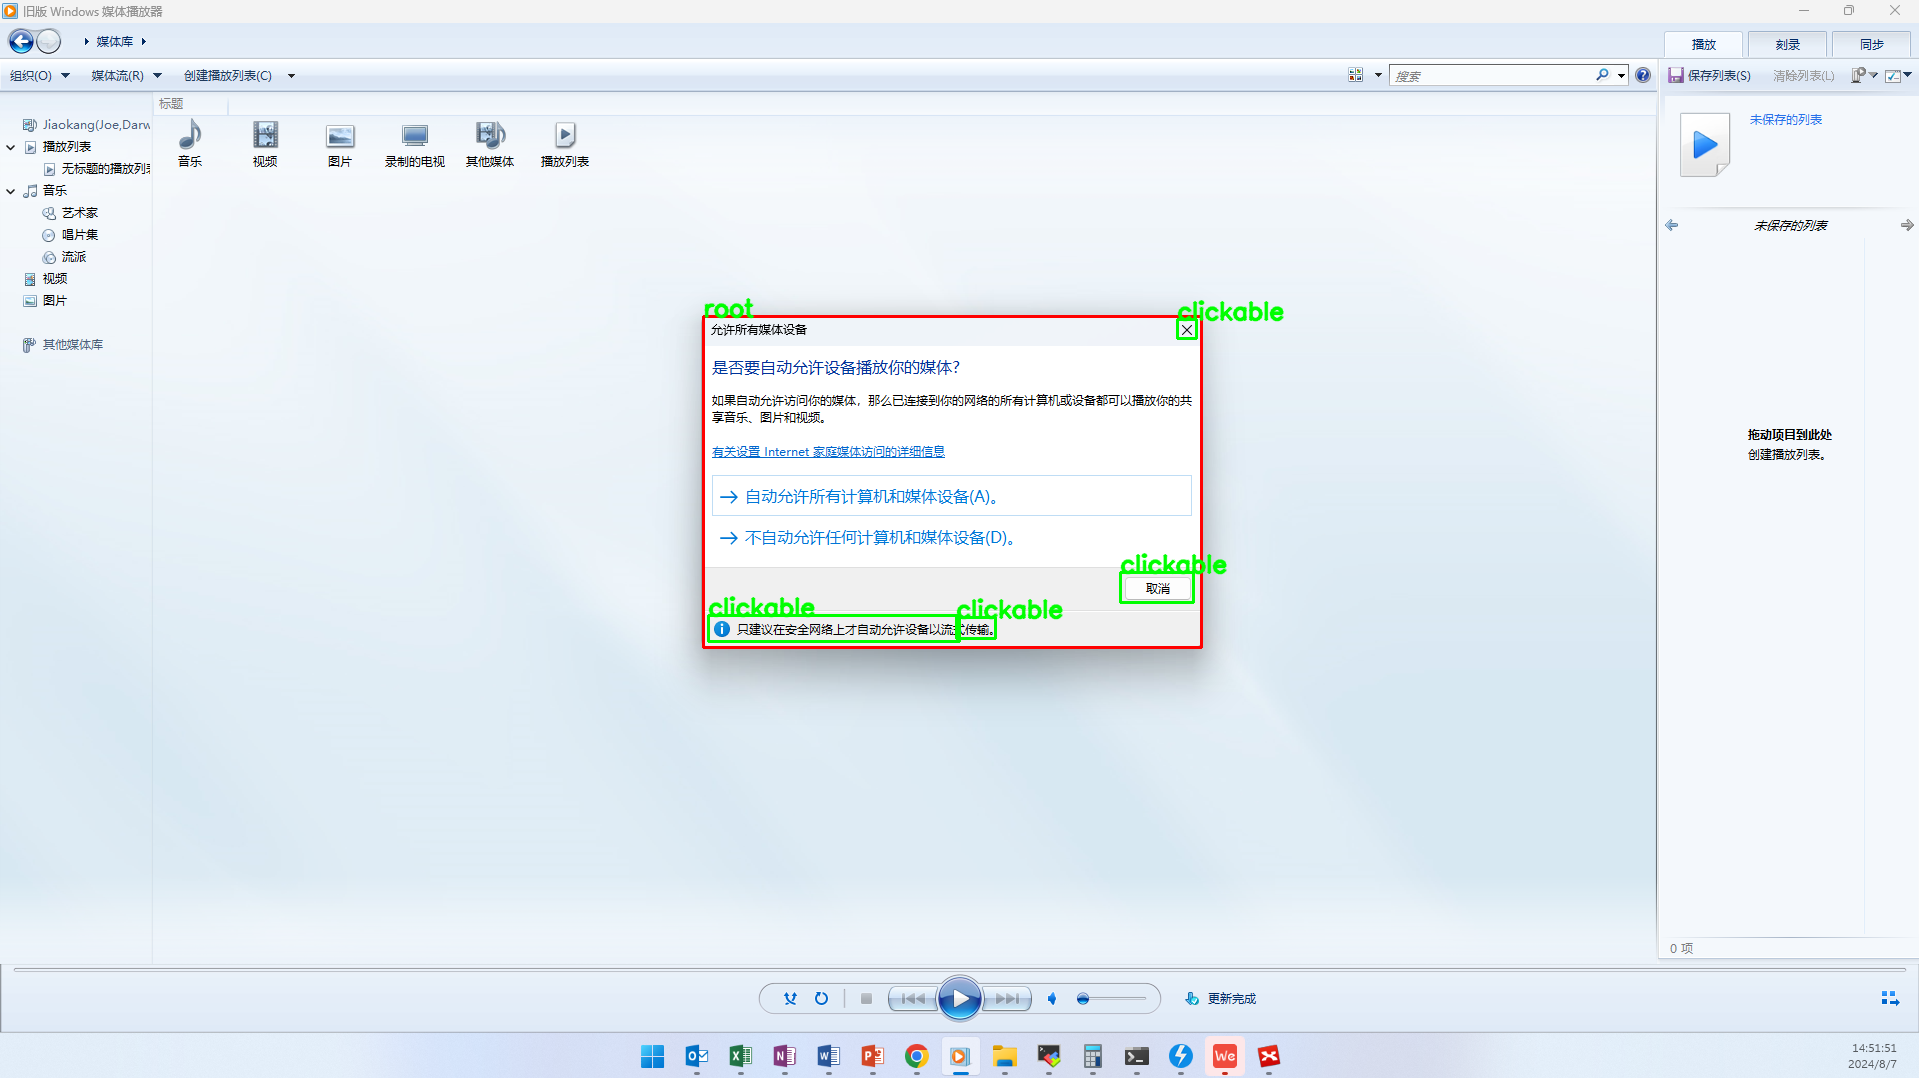 旧版 Windows 媒体播放器
媒体库
播放
刻录
同步
组织(O)
媒体流(R)
创建播放列表(C)
搜索
保存列表(S)
清除列表(L)
标题
Jiaokang(Joe,Darw
播放列表
无标题的播放列表
音乐
艺术家
唱片集
流派
视频
图片
其他媒体库
音乐
视频
图片
录制的电视
其他媒体
播放列表
未保存的列表
未保存的列表
拖动项目到此处
创建播放列表。
0 项
root
clickable
允许所有媒体设备
是否要自动允许设备播放你的媒体?
如果自动允许访问你的媒体，那么已连接到你的网络的所有计算机或设备都可以播放你的共
享音乐、图片和视频。
有关设置 Internet 家庭媒体访问的详细信息
自动允许所有计算机和媒体设备(A)。
不自动允许任何计算机和媒体设备(D)。
clickable
取消
clickable
clickable
只建议在安全网络上才自动允许设备以流式传输。
更新完成
We
14:51:51
2024/8/7